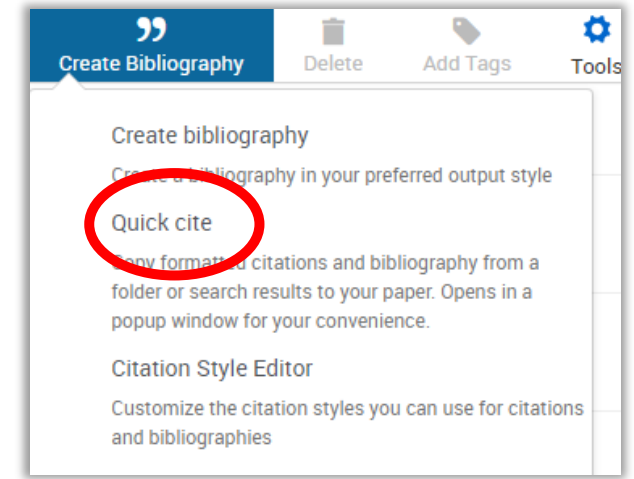 Create Bibliography Delete Add Tags Tools
Create bibliography
Create a bibliography in your preferred output style
Quick cite
Copy formatted citations and bibliography from a
folder or search results to your paper. Opens in a
popup window for your convenience.
Citation Style Editor
Customize the citation styles you can use for citations
and bibliographies